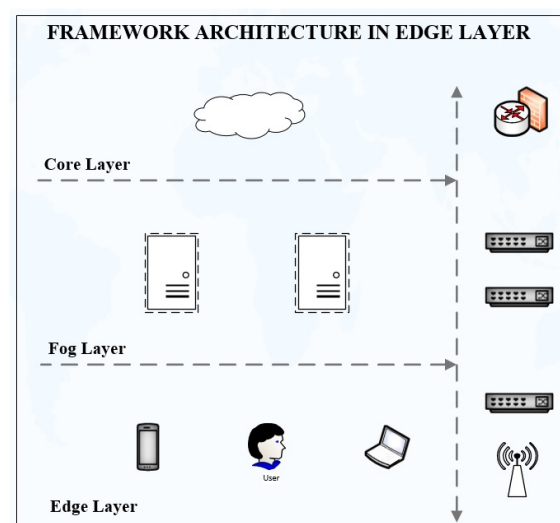 FRAMEWORK ARCHITECTURE IN EDGE LAYER
Core Layer
Fog Layer
User
Edge Layer